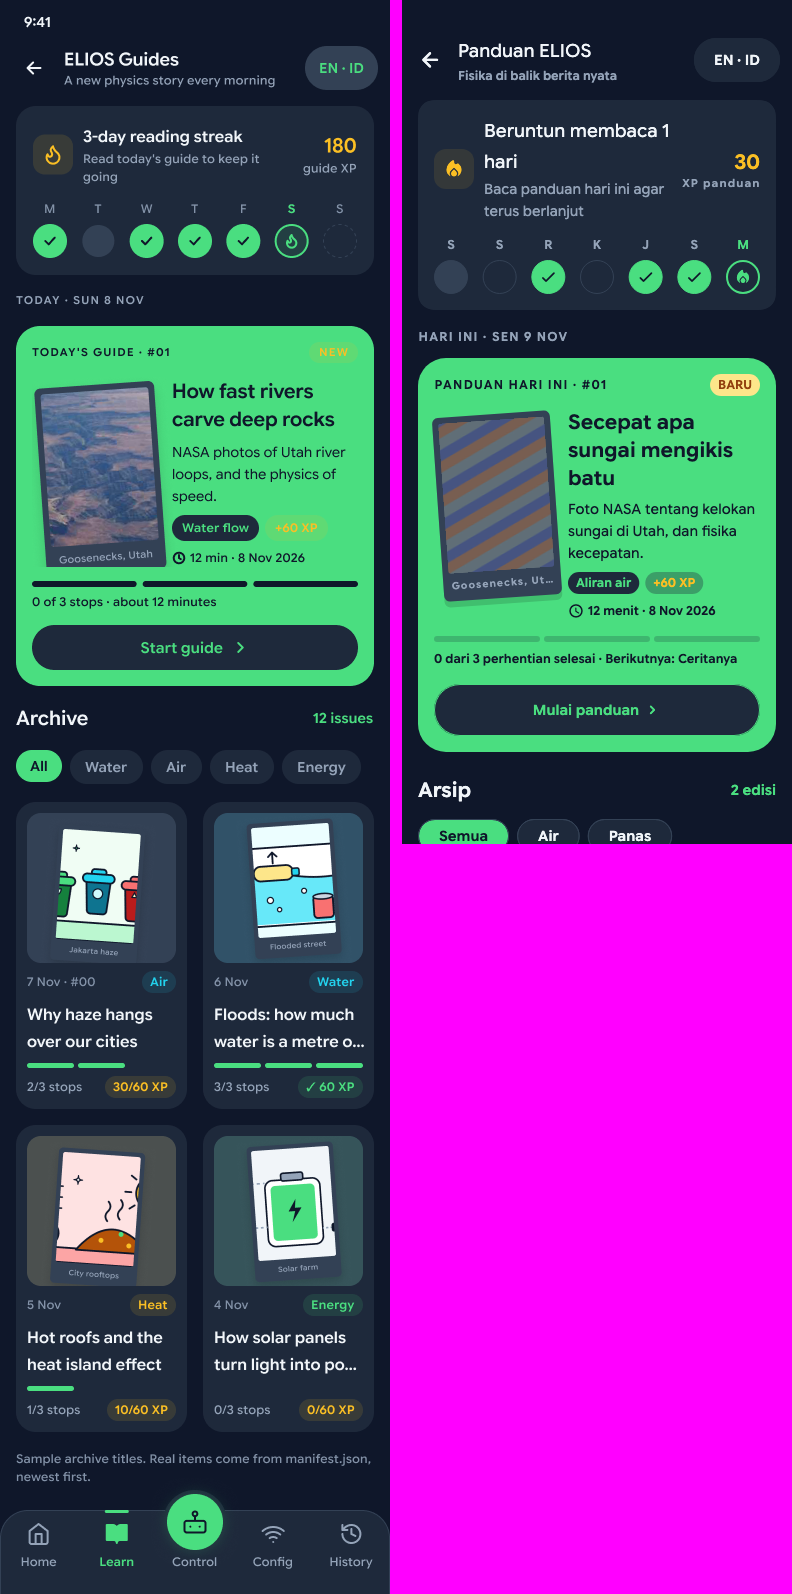 9:41
ELIOS Guides
A new physics story every morning
EN · ID
3-day reading streak
Read today's guide to keep it
going
180
guide XP
M T W T F S S
TODAY · SUN 8 NOV
TODAY'S GUIDE · #01
NEW
How fast rivers
carve deep rocks
NASA photos of Utah river
loops, and the physics of
speed.
Goosenecks, Utah
Water flow
+60 XP
12 min · 8 Nov 2026
0 of 3 stops · about 12 minutes
Start guide
Archive
12 issues
All
Water
Air
Heat
Energy
Jakarta haze
7 Nov · #00
Air
Why haze hangs
over our cities
2/3 stops
30/60 XP
Flooded street
6 Nov
Water
Floods: how much
water is a metre o...
3/3 stops
✓ 60 XP
City rooftops
5 Nov
Heat
Hot roofs and the
heat island effect
1/3 stops
10/60 XP
Solar farm
4 Nov
Energy
How solar panels
turn light into po...
0/3 stops
0/60 XP
Sample archive titles. Real items come from manifest.json,
newest first.
Home
Learn
Control
Config
History
Panduan ELIOS
Fisika di balik berita nyata
EN · ID
Beruntun membaca 1
hari
Baca panduan hari ini agar
terus berlanjut
30
XP panduan
S S R K J S M
HARI INI · SEN 9 NOV
PANDUAN HARI INI · #01
BARU
Secepat apa
sungai mengikis
batu
Foto NASA tentang kelokan
sungai di Utah, dan fisika
kecepatan.
Goosenecks, Ut...
Aliran air
+60 XP
12 menit · 8 Nov 2026
0 dari 3 perhentian selesai · Berikutnya: Ceritanya
Mulai panduan
Arsip
2 edisi
Semua
Air
Panas